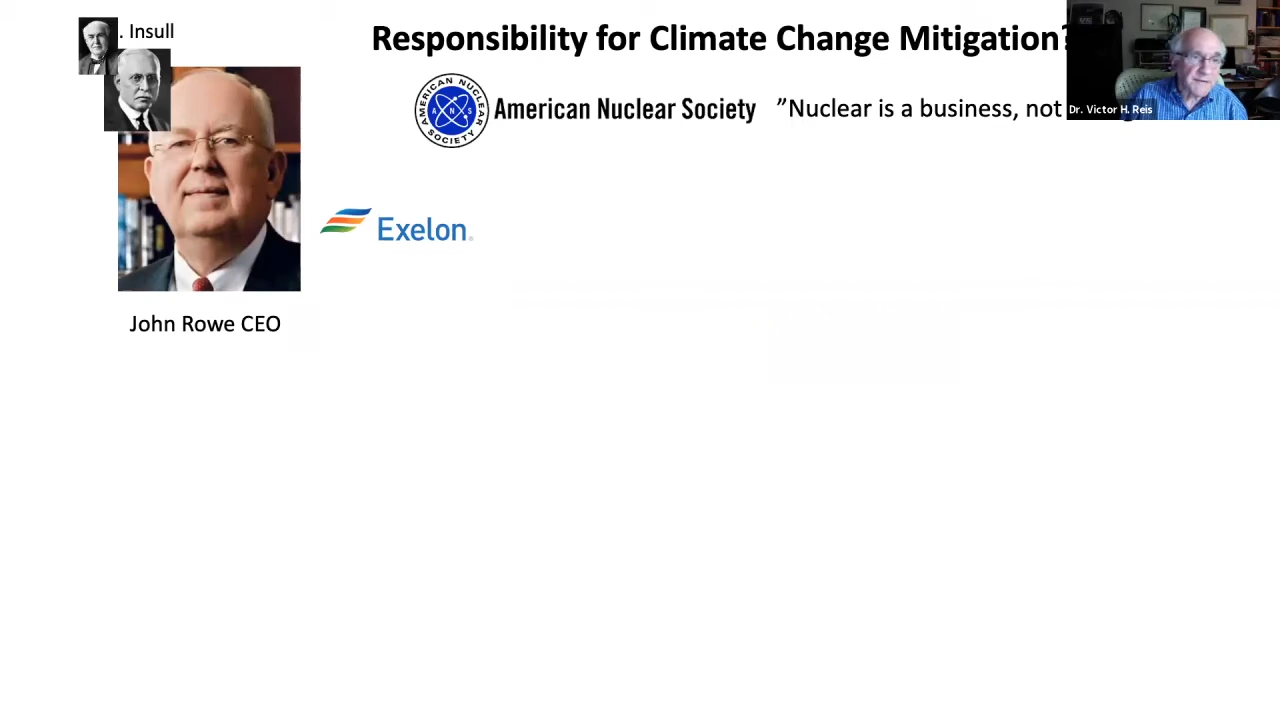 . Insull
Responsibility for Climate Change Mitigation?
AMERICAN NUCLEAR SOCIETY
A N S
American Nuclear Society
”Nuclear is a business, not
Dr. Victor H. Reis
Exelon
John Rowe CEO